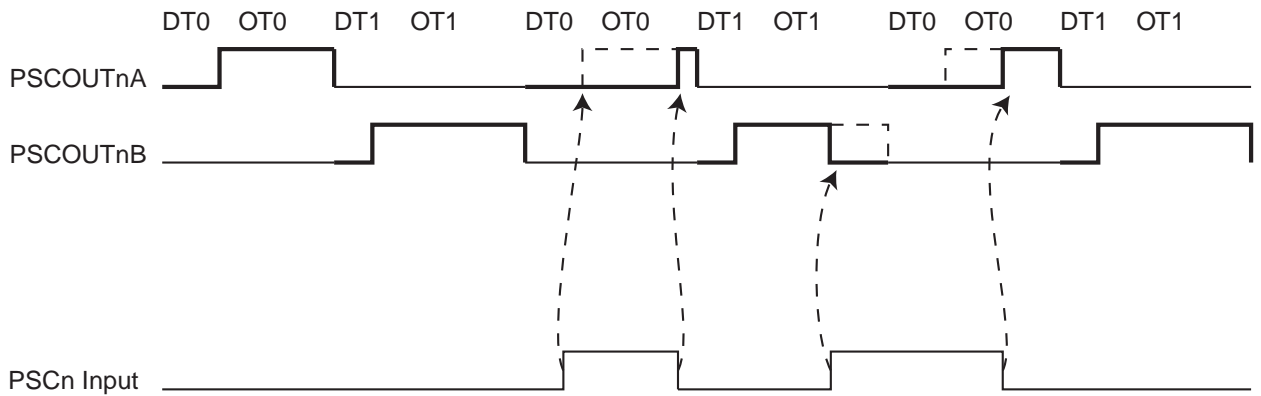 DT0 OT0 DT1 OT1 DT0 OT0 DT1 OT1 DT0 OT0 DT1 OT1
PSCOUTnA
PSCOUTnB
PSCn Input